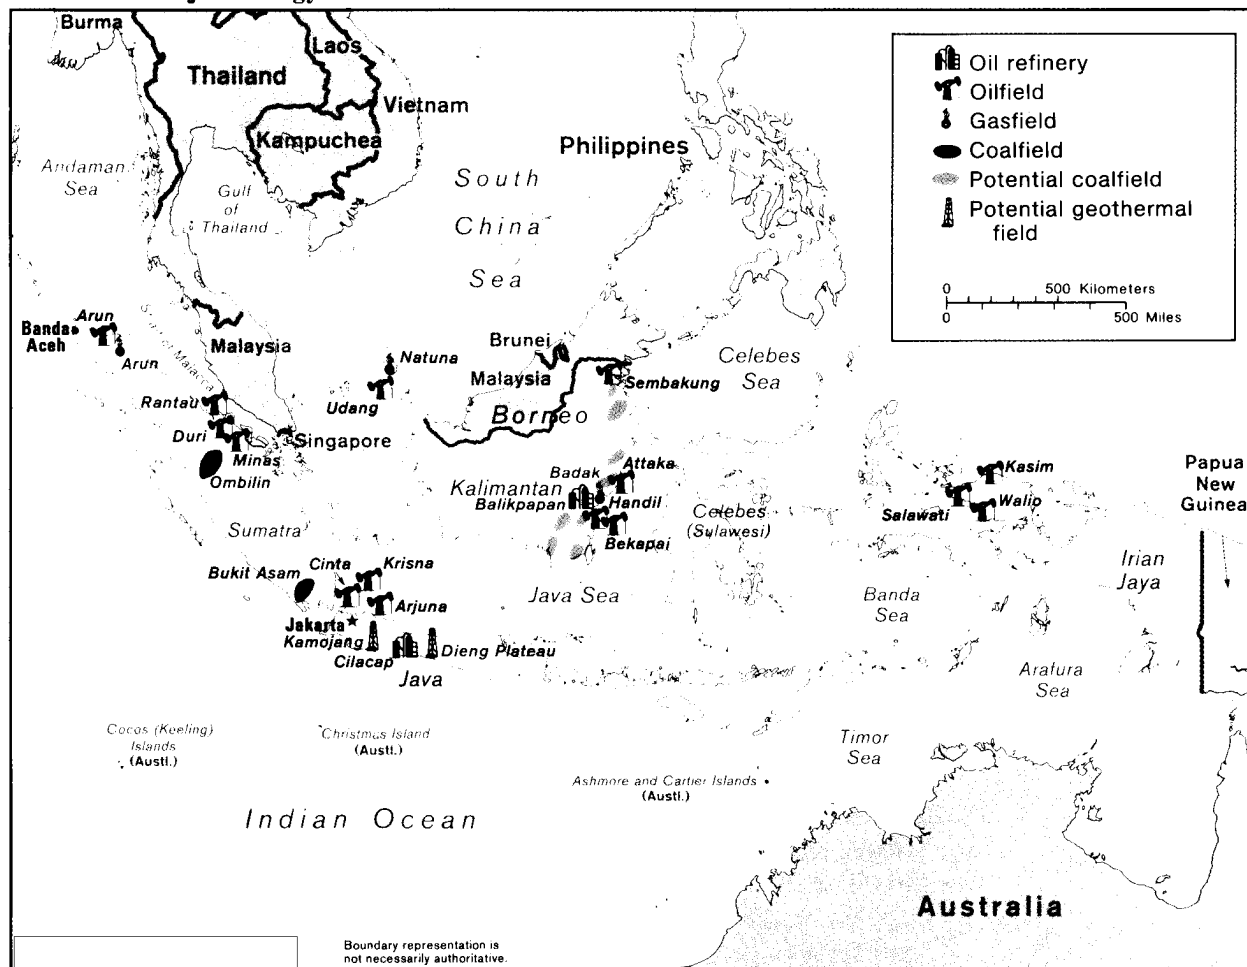 Burma
Laos
Thailand
Vietnam
Kampuchea
Andaman
Sea
Gulf
of
Thailand
South
China
Sea
Philippines
Oil refinery
Oilfield
Gasfield
Coalfield
Potential coalfield
Potential geothermal
field
0 500 Kilometers
0 500 Miles
Banda
Aceh
Arun
Arun
Strait of Malacca
Malaysia
Natuna
Udang
Brunei
Malaysia
Borneo
Sembakung
Celebes
Sea
Rantau
Duri
Minas
Singapore
Ombilin
Sumatra
Kalimantan
Badak
Attaka
Balikpapan
Handil
Bekapai
Celebes
(Sulawesi)
Kasim
Salawati
Walio
Papua
New
Guinea
Irian
Jaya
Bukit Asam
Cinta
Krisna
Arjuna
Java Sea
Banda
Sea
Jakarta
Kamojang
Cilacap
Dieng Plateau
Java
Arafura
Sea
Cocos (Keeling)
Islands
(Austl.)
Christmas Island
(Austl.)
Timor
Sea
Ashmore and Cartier Islands
(Austl.)
Indian Ocean
Australia
Boundary representation is
not necessarily authoritative.